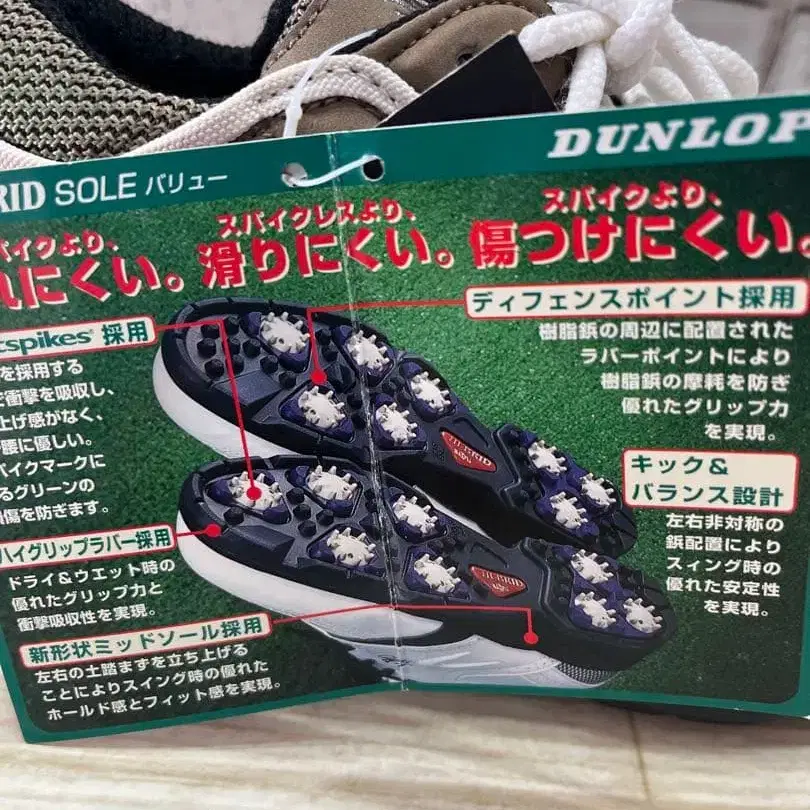 DUNLOP
RID SOLE バリュー
パイクより、
れにくい。
スパイクレスより、
滑りにくい。
スパイクより、
傷つけにくい。
cspikes® 採用
を採用する
衝撃を吸収し、
上げ感がなく、
腰に優しい。
パイクマークに
るグリーンの
損傷を防ぎます。
ディフェンスポイント採用
樹脂鋲の周辺に配置された
ラバーポイントにより
樹脂鋲の摩耗を防ぎ
優れたグリップ力
を実現。
キック&
バランス設計
左右非対称の
鋲配置により
スィング時の
優れた安定性
を実現。
ハイグリップラバー採用
ドライ&ウエット時の
優れたグリップ力と
衝撃吸収性を実現。
新形状ミッドソール採用
左右の土踏まずを立ち上げる
ことによりスイング時の優れた
ホールド感とフィット感を実現。
HYBRID
HYBRID